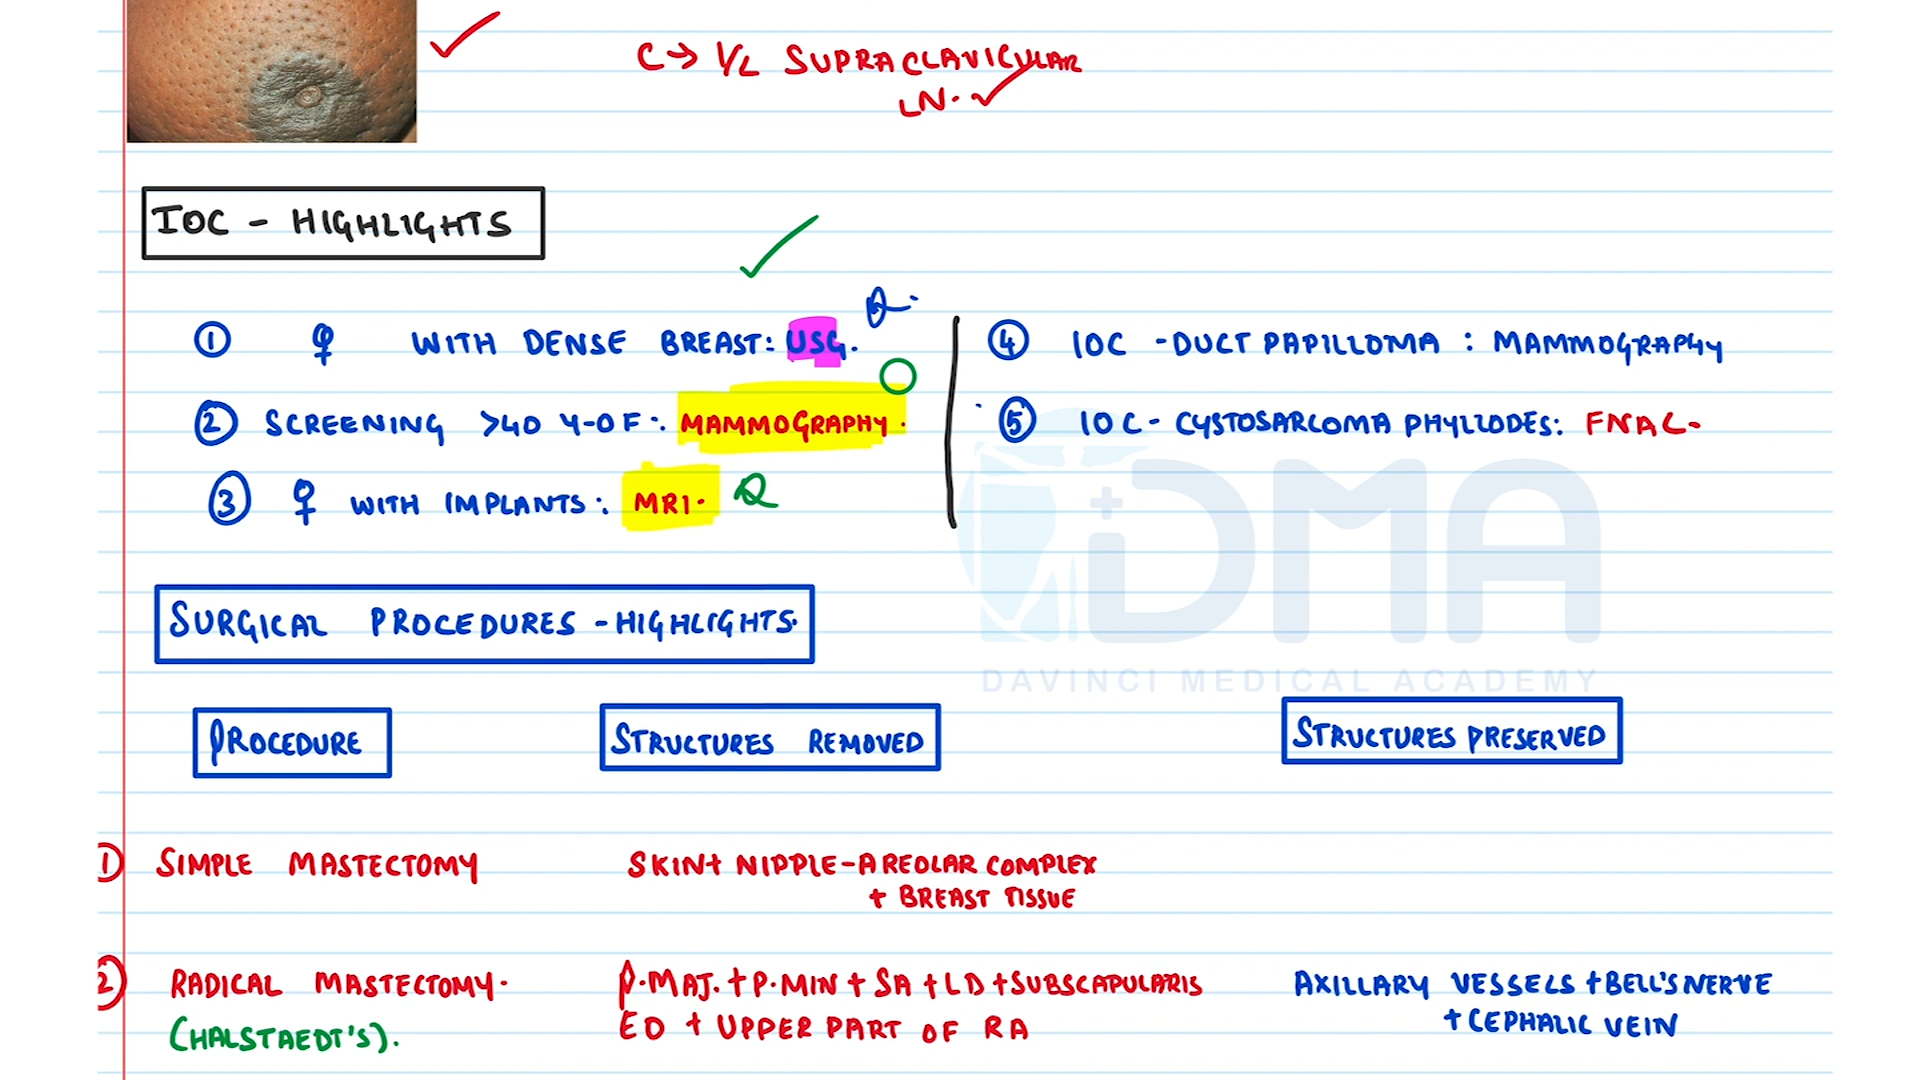 C → I/L SUPRACLAVICULAR
LN.
IOC - HIGHLIGHTS
① ♀ WITH DENSE BREAST: USG.
② SCREENING >40 Y-OF: MAMMOGRAPHY.
③ ♀ WITH IMPLANTS: MRI.
④ IOC - DUCT PAPILLOMA : MAMMOGRAPHY
⑤ IOC - CYSTOSARCOMA PHYLLODES: FNAC-
DMA
DAVINCI MEDICAL ACADEMY
SURGICAL PROCEDURES - HIGHLIGHTS.
PROCEDURE STRUCTURES REMOVED STRUCTURES PRESERVED
① SIMPLE MASTECTOMY SKIN + NIPPLE-AREOLAR COMPLEX
+ BREAST TISSUE
② RADICAL MASTECTOMY. P.MAJ. + P.MIN + SA + LD + SUBSCAPULARIS AXILLARY VESSELS + BELL'S NERVE
(HALSTAEDT'S). EO + UPPER PART OF RA + CEPHALIC VEIN